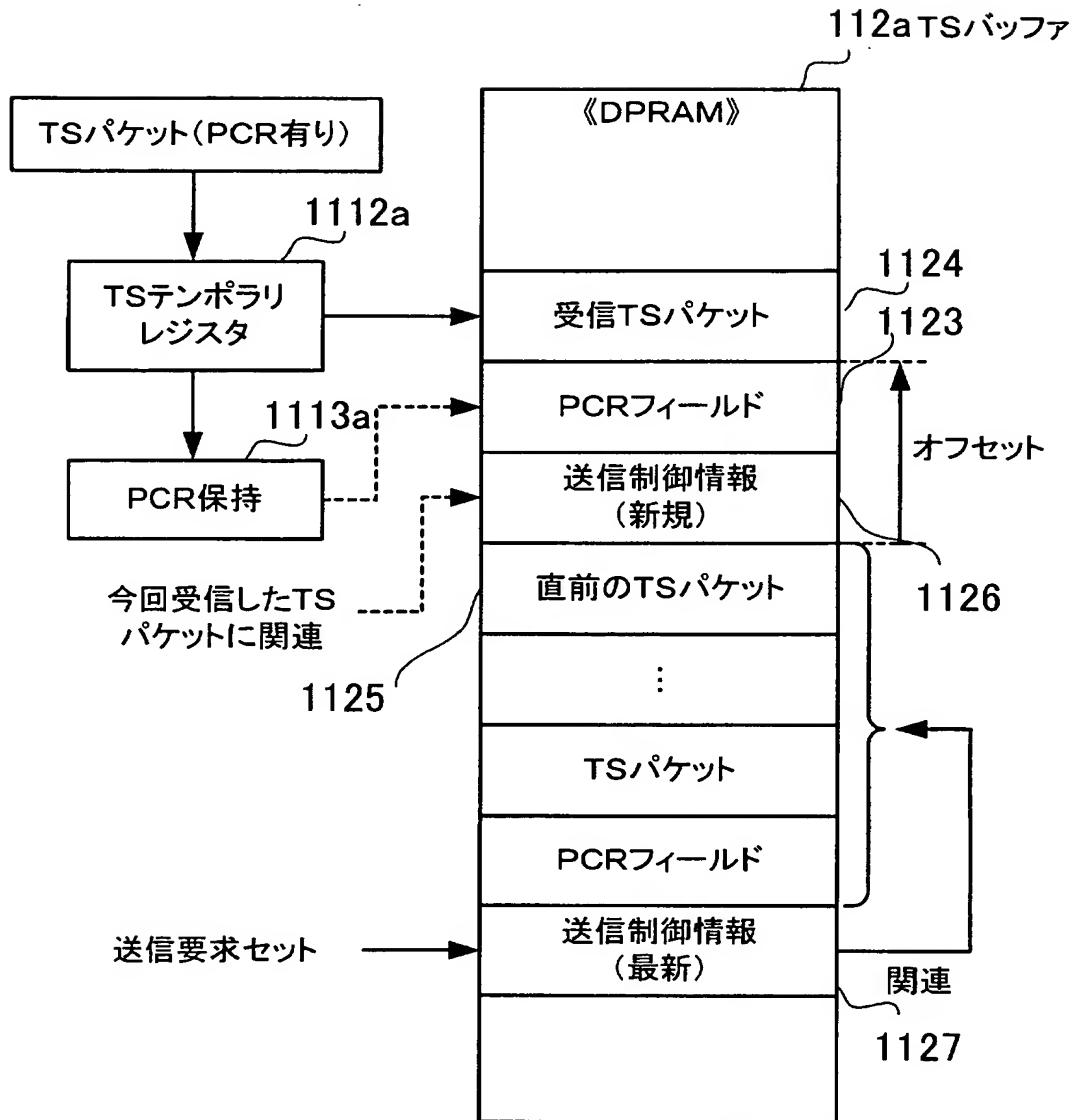 112a TSバッファ
《DPRAM》
TSパケット(PCR有り)
1112a
TSテンポラリ
レジスタ
受信TSパケット
1124
1123
PCRフィールド
オフセット
1113a
PCR保持
送信制御情報
(新規)
1126
今回受信したTS
パケットに関連
直前のTSパケット
1125
⋮
TSパケット
PCRフィールド
送信要求セット
送信制御情報
(最新)
関連
1127